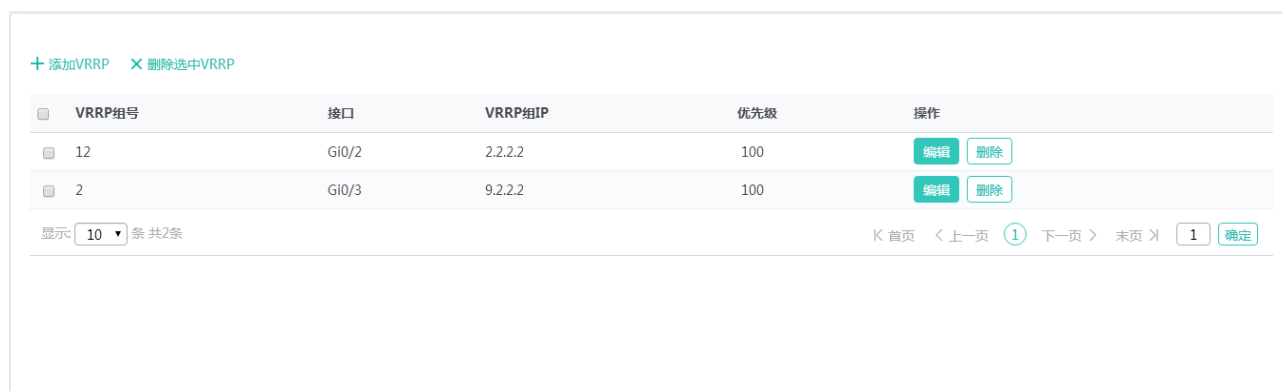 添加VRRP 删除选中VRRP
VRRP组号 接口 VRRP组IP 优先级 操作
12 Gi0/2 2.2.2.2 100 编辑 删除
2 Gi0/3 9.2.2.2 100 编辑 删除
显示: 10 条 共2条 首页 上一页 1 下一页 末页 1 确定